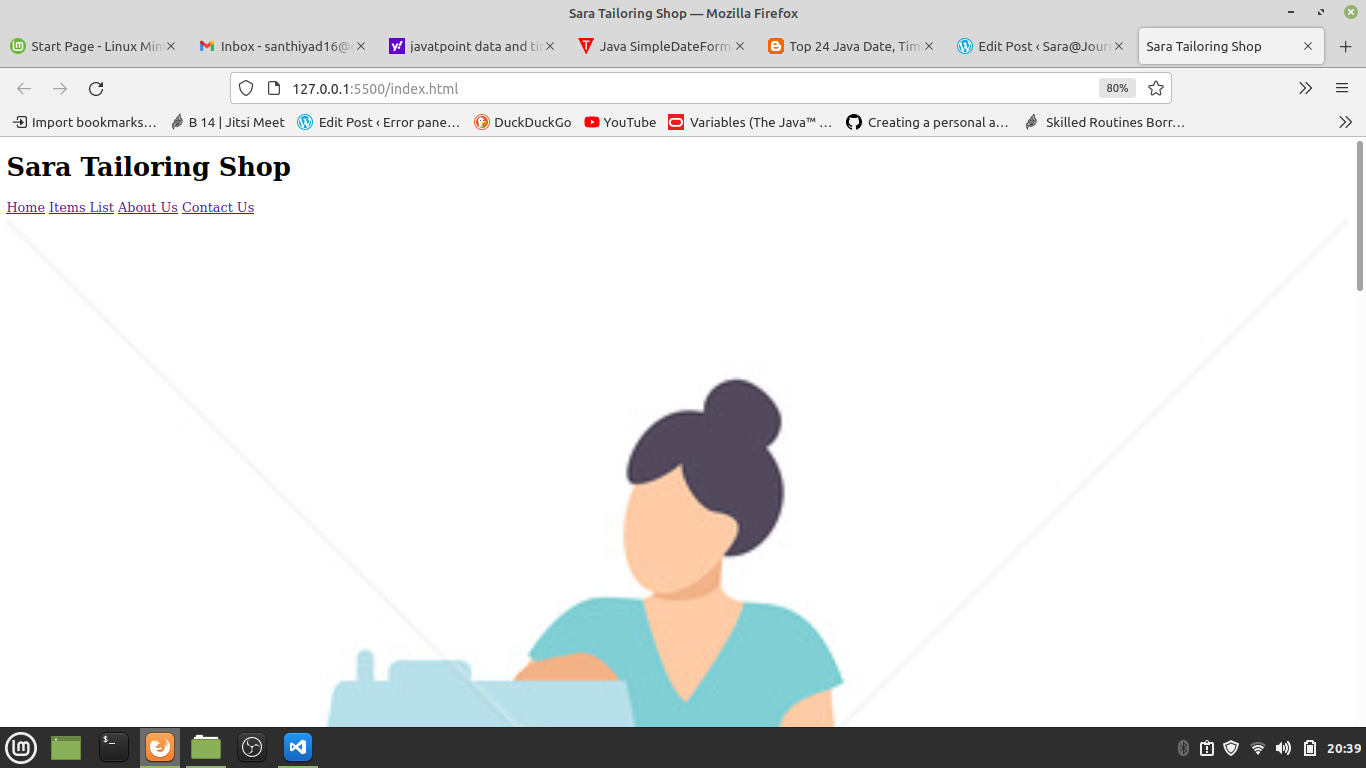 Sara Tailoring Shop — Mozilla Firefox
Start Page - Linux Min
Inbox - santhiyad16@
javatpoint data and tim
Java SimpleDateForm
Top 24 Java Date, Time
Edit Post ‹ Sara@Jour
Sara Tailoring Shop
127.0.0.1:5500/index.html
80%
Import bookmarks…
B 14 | Jitsi Meet
Edit Post ‹ Error pane…
DuckDuckGo
YouTube
Variables (The Java™ …
Creating a personal a…
Skilled Routines Borr…
Sara Tailoring Shop
Home Items List About Us Contact Us
20:39